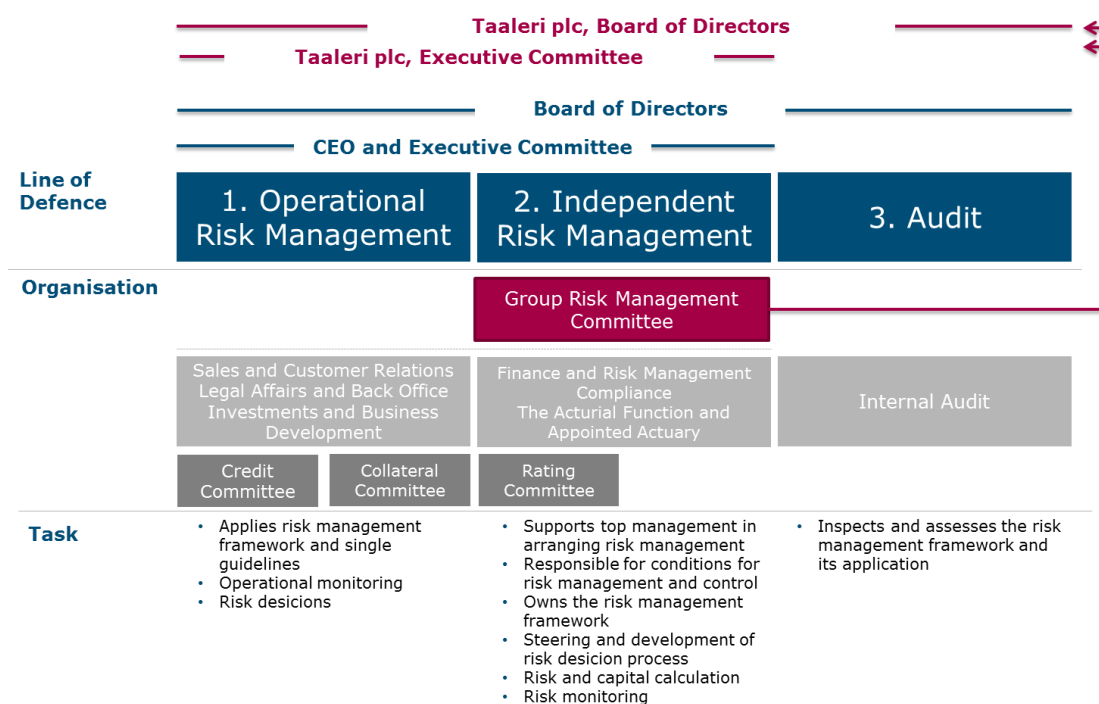 Taaleri plc, Board of Directors
Taaleri plc, Executive Committee
Board of Directors
CEO and Executive Committee
Line of
Defence
1. Operational
Risk Management
2. Independent
Risk Management
3. Audit
Organisation
Group Risk Management
Committee
Sales and Customer Relations
Legal Affairs and Back Office
Investments and Business
Development
Finance and Risk Management
Compliance
The Acturial Function and
Appointed Actuary
Internal Audit
Credit
Committee
Collateral
Committee
Rating
Committee
Task
• Applies risk management
framework and single
guidelines
• Operational monitoring
• Risk desicions
• Supports top management in
arranging risk management
• Responsible for conditions for
risk management and control
• Owns the risk management
framework
• Steering and development of
risk desicion process
• Risk and capital calculation
• Risk monitoring
• Inspects and assesses the risk
management framework and
its application